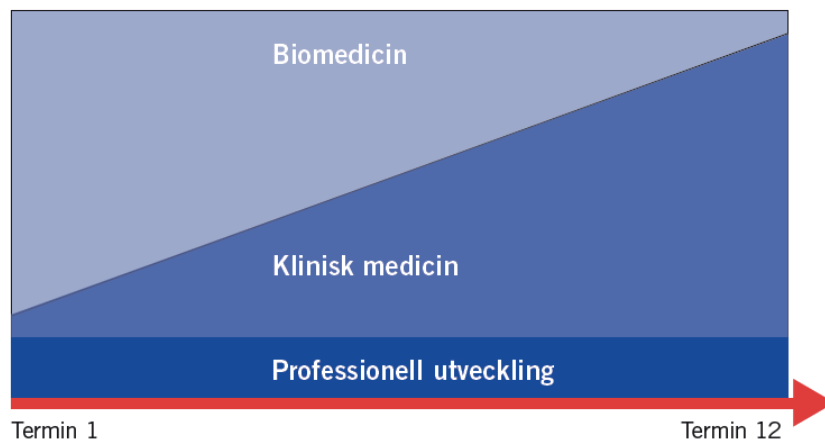 Biomedicin
Klinisk medicin
Professionell utveckling
Termin 1
Termin 12